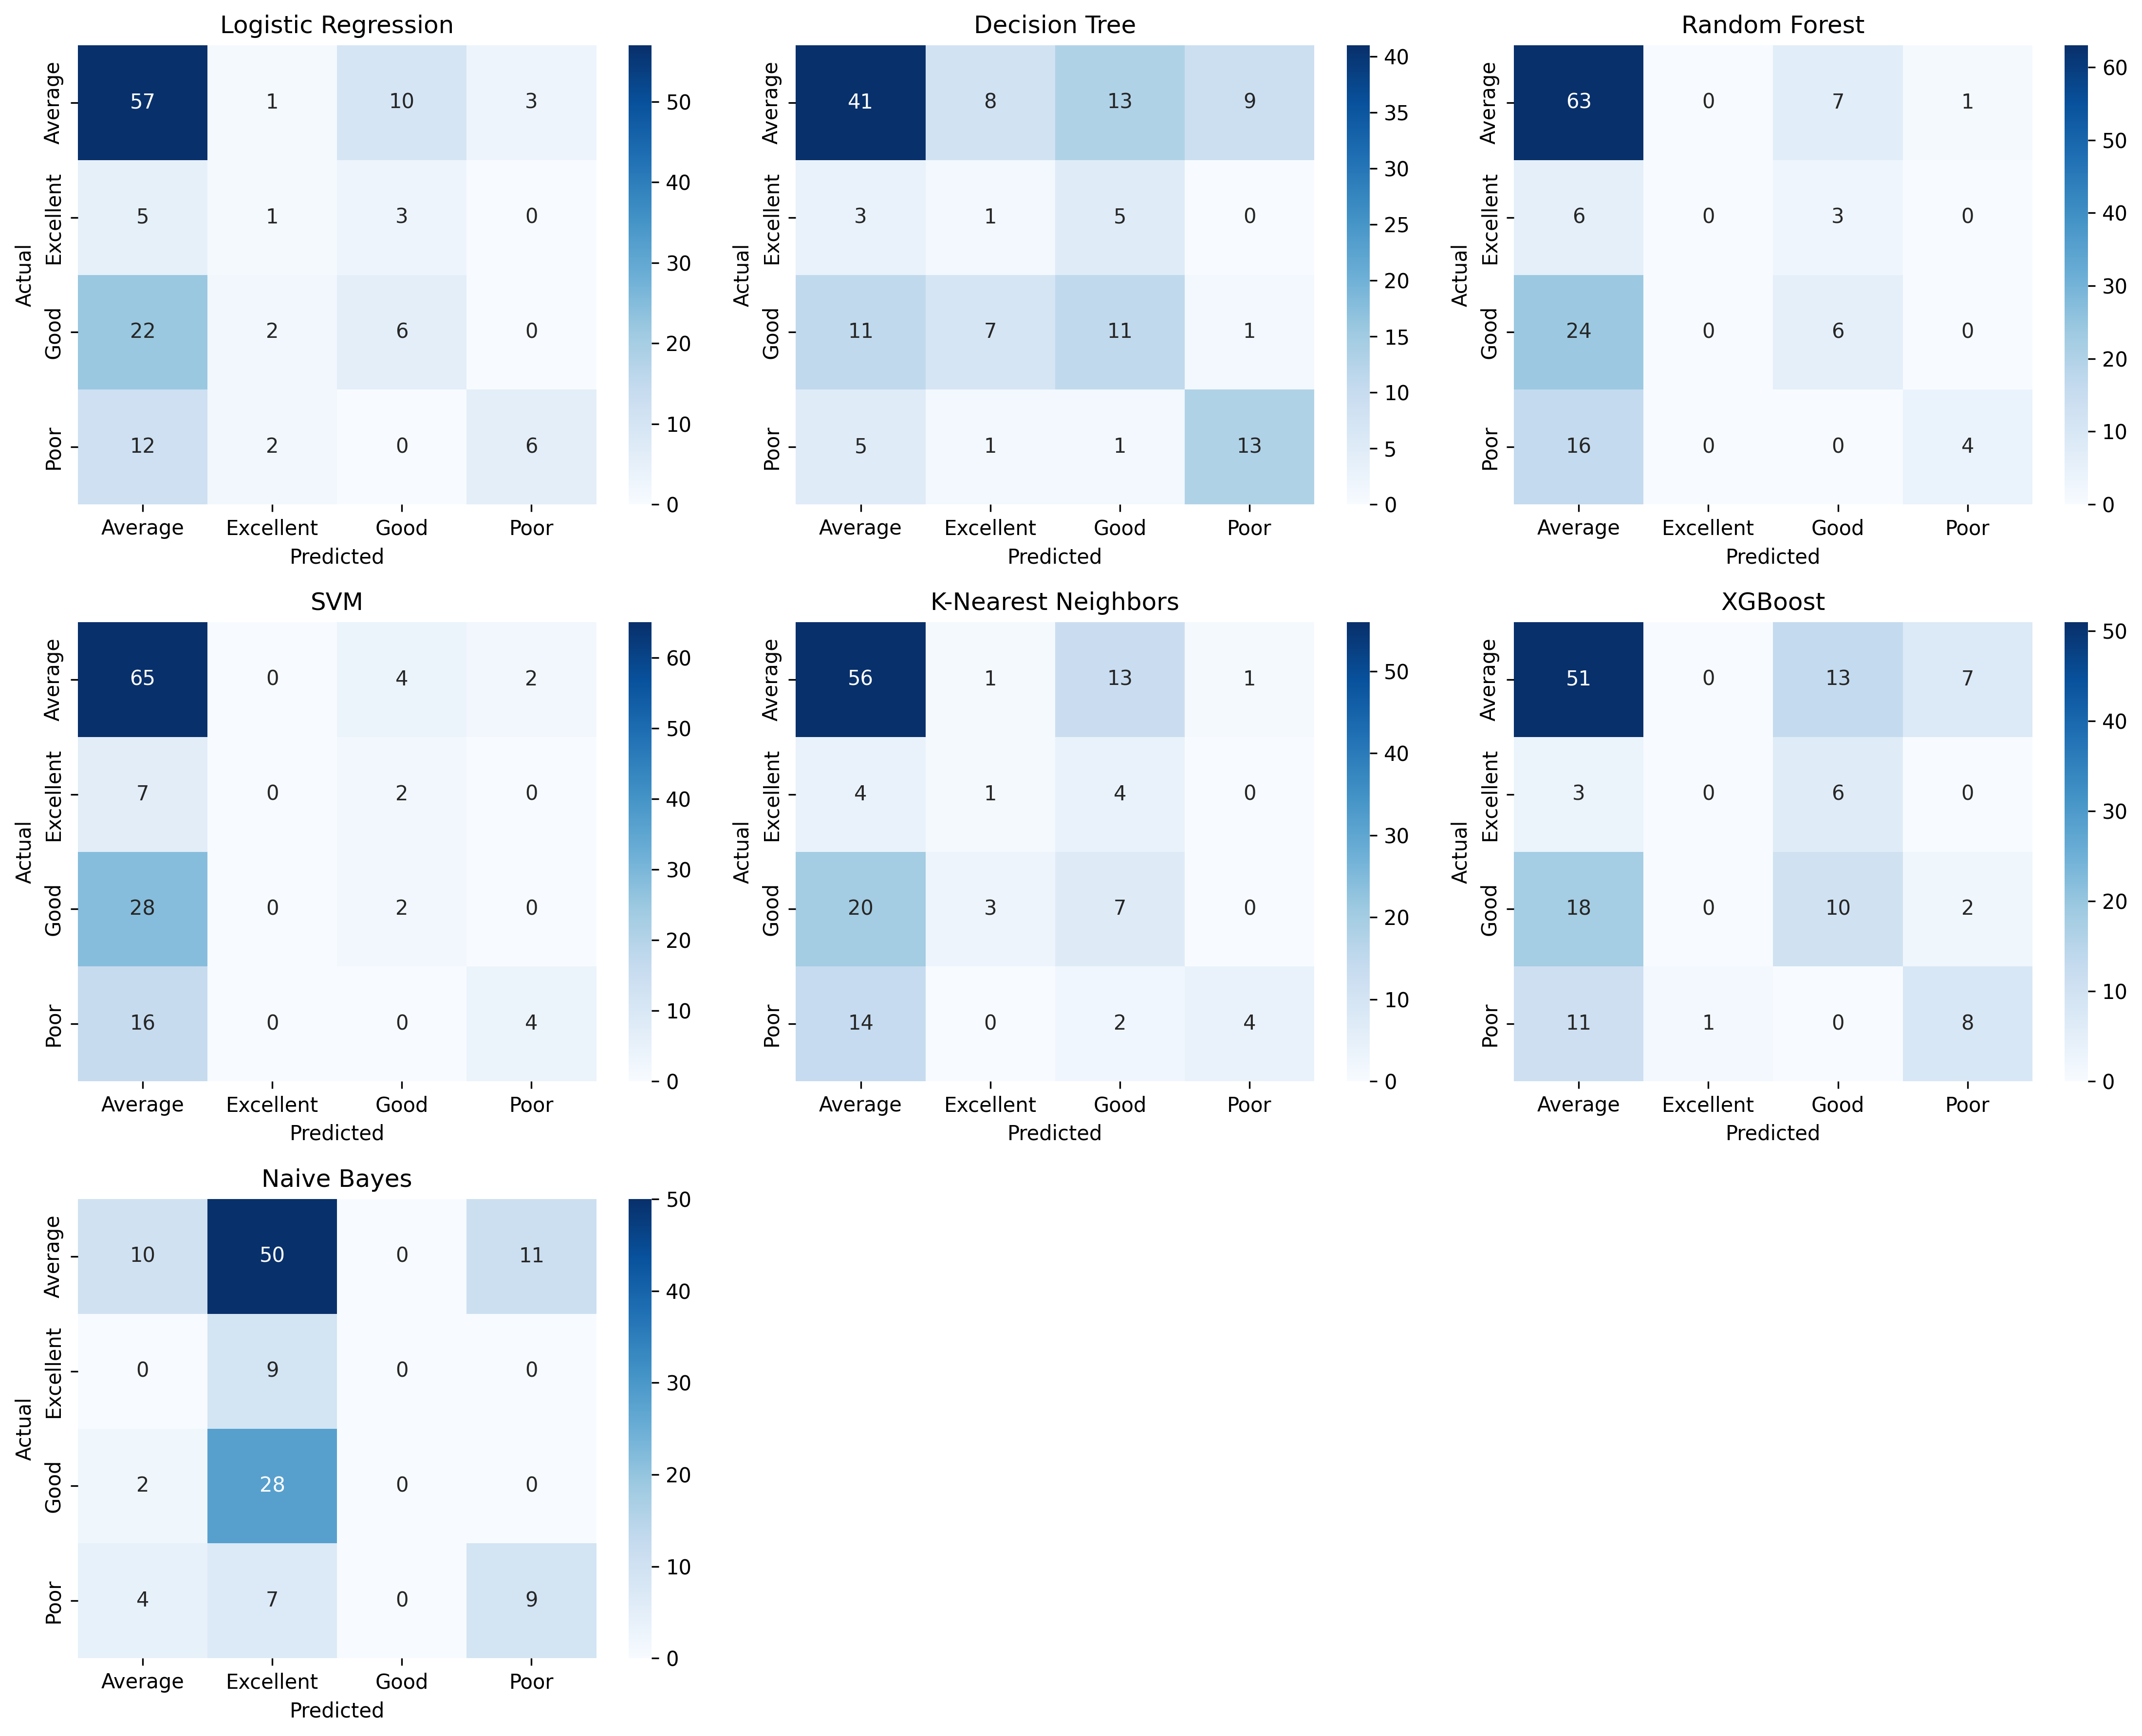 Logistic Regression
Actual
Average 57 1 10 3
Excellent 5 1 3 0
Good 22 2 6 0
Poor 12 2 0 6
Average Excellent Good Poor
Predicted
50
40
30
20
10
0
Decision Tree
Actual
Average 41 8 13 9
Excellent 3 1 5 0
Good 11 7 11 1
Poor 5 1 1 13
Average Excellent Good Poor
Predicted
40
35
30
25
20
15
10
5
0
Random Forest
Actual
Average 63 0 7 1
Excellent 6 0 3 0
Good 24 0 6 0
Poor 16 0 0 4
Average Excellent Good Poor
Predicted
60
50
40
30
20
10
0
SVM
Actual
Average 65 0 4 2
Excellent 7 0 2 0
Good 28 0 2 0
Poor 16 0 0 4
Average Excellent Good Poor
Predicted
60
50
40
30
20
10
0
K-Nearest Neighbors
Actual
Average 56 1 13 1
Excellent 4 1 4 0
Good 20 3 7 0
Poor 14 0 2 4
Average Excellent Good Poor
Predicted
50
40
30
20
10
0
XGBoost
Actual
Average 51 0 13 7
Excellent 3 0 6 0
Good 18 0 10 2
Poor 11 1 0 8
Average Excellent Good Poor
Predicted
50
40
30
20
10
0
Naive Bayes
Actual
Average 10 50 0 11
Excellent 0 9 0 0
Good 2 28 0 0
Poor 4 7 0 9
Average Excellent Good Poor
Predicted
50
40
30
20
10
0